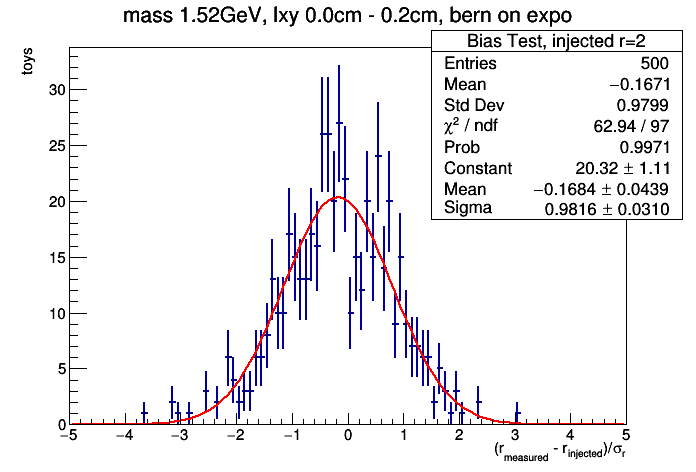 mass 1.52GeV, lxy 0.0cm - 0.2cm, bern on expo
toys
Bias Test, injected r=2
Entries 500
Mean −0.1671
Std Dev 0.9799
χ² / ndf 62.94 / 97
Prob 0.9971
Constant 20.32 ± 1.11
Mean −0.1684 ± 0.0439
Sigma 0.9816 ± 0.0310
30
25
20
15
10
5
0
−5 −4 −3 −2 −1 0 1 2 3 4 5
(r_measured - r_injected)/σ_r